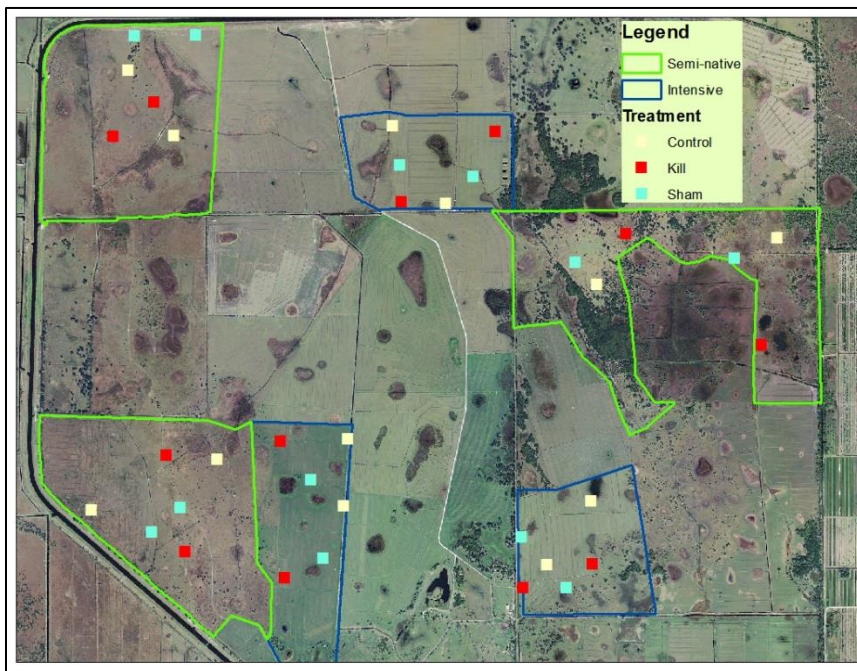 Legend
Semi-native
Intensive
Treatment
Control
Kill
Sham